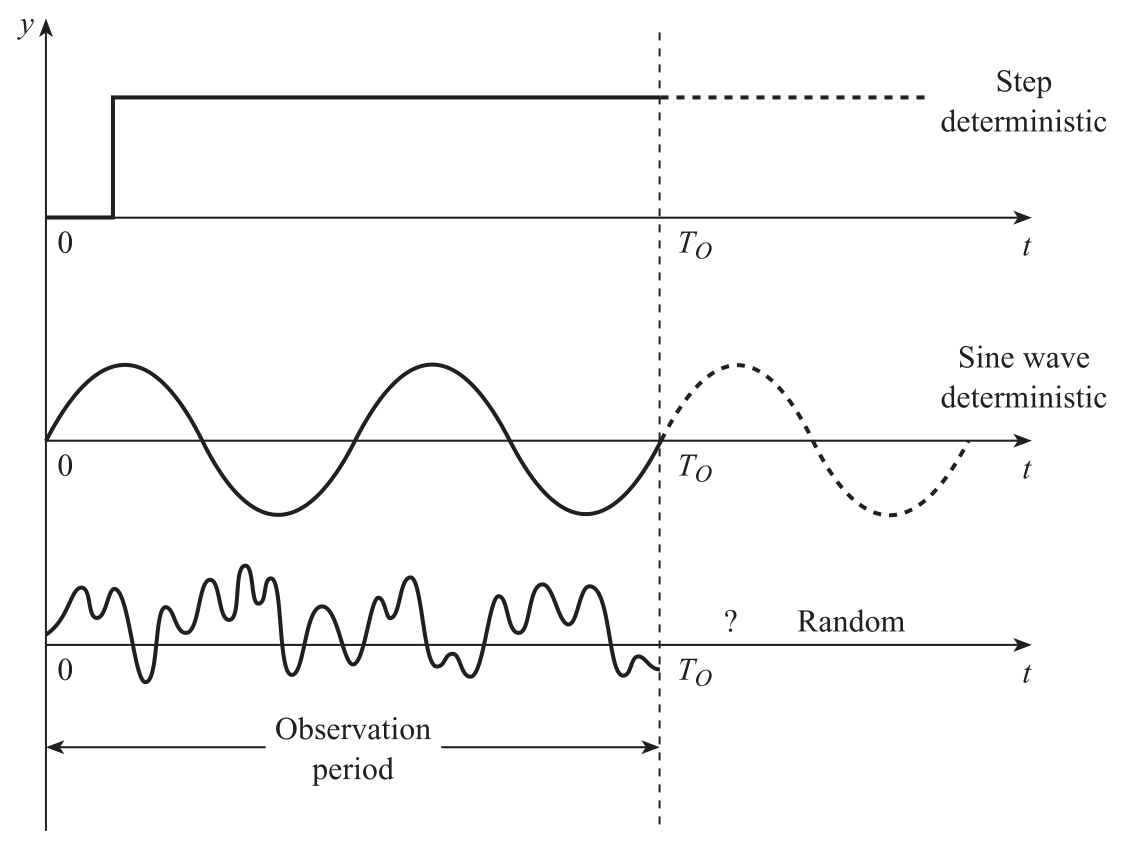 y
Step
deterministic
0
T_O
t
Sine wave
deterministic
0
T_O
t
? Random
0
T_O
t
Observation
period